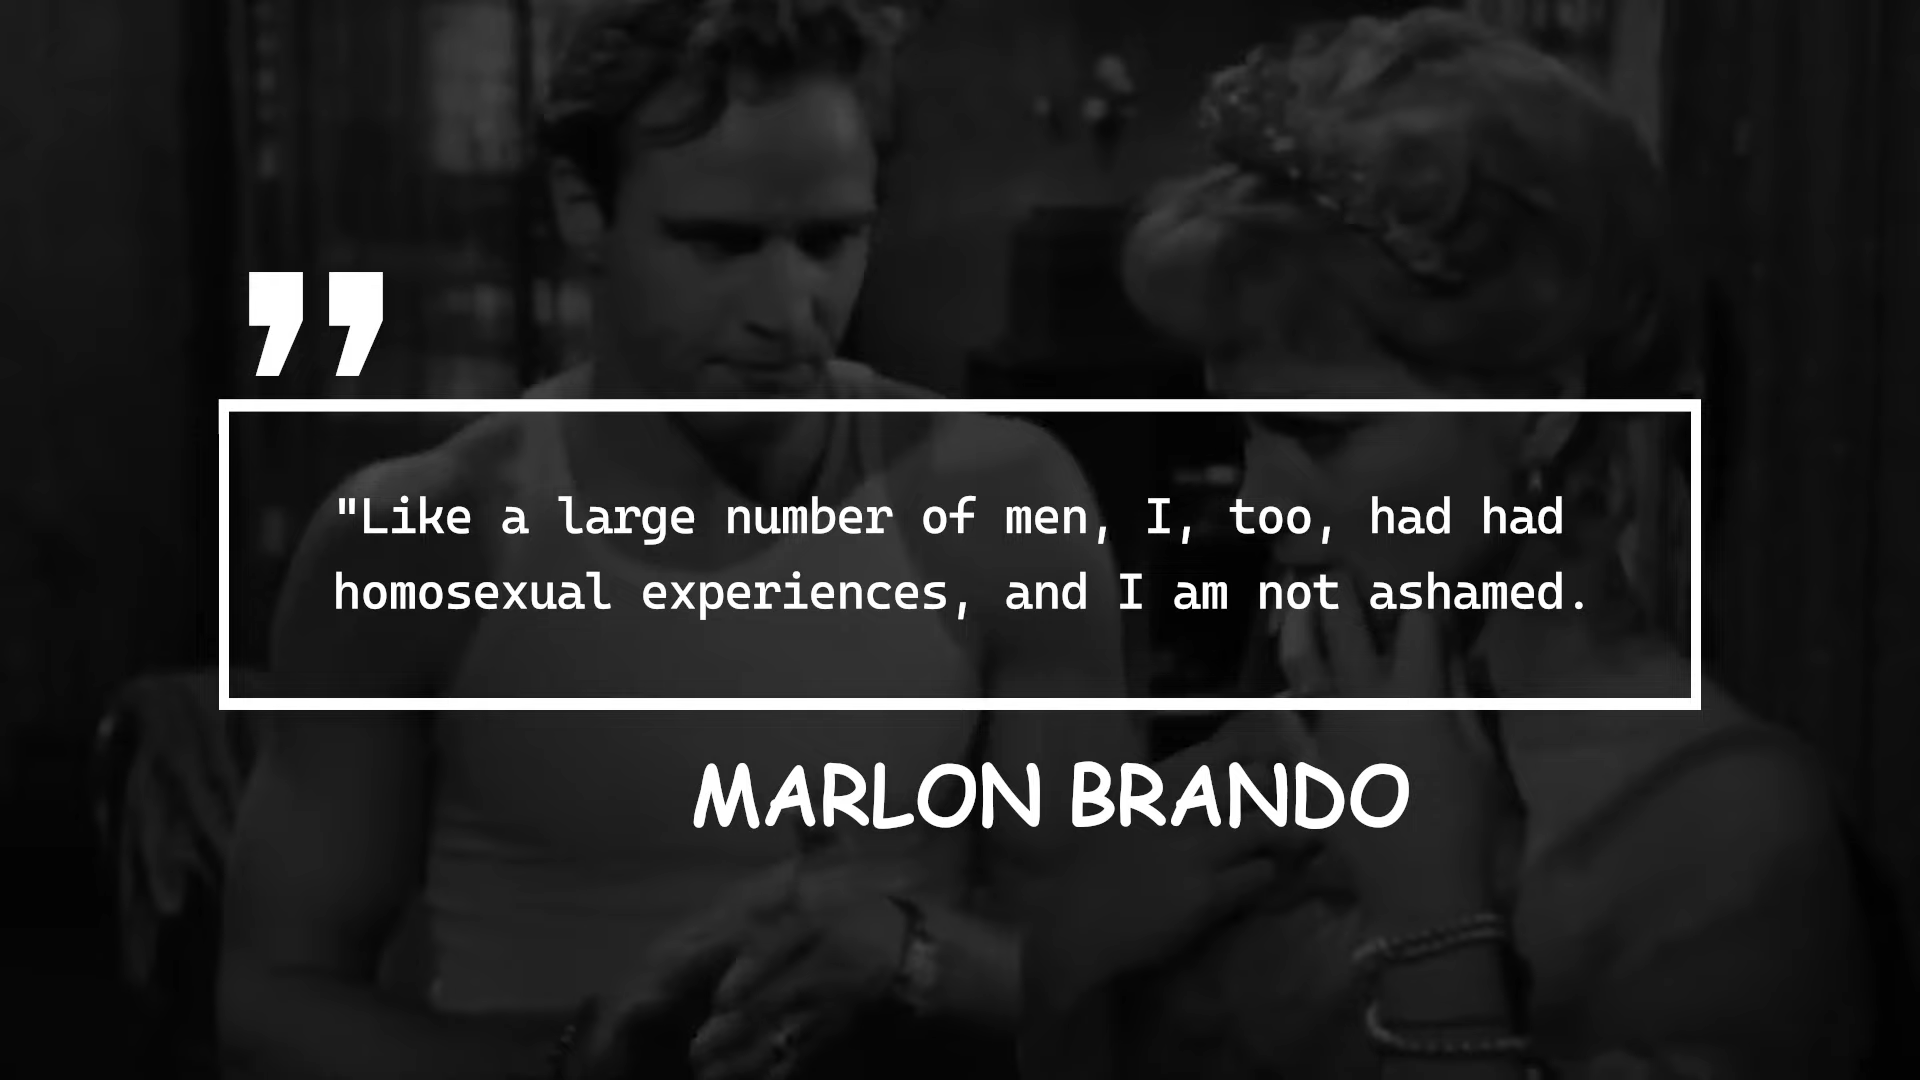 "Like a large number of men, I, too, had had
homosexual experiences, and I am not ashamed.
MARLON BRANDO